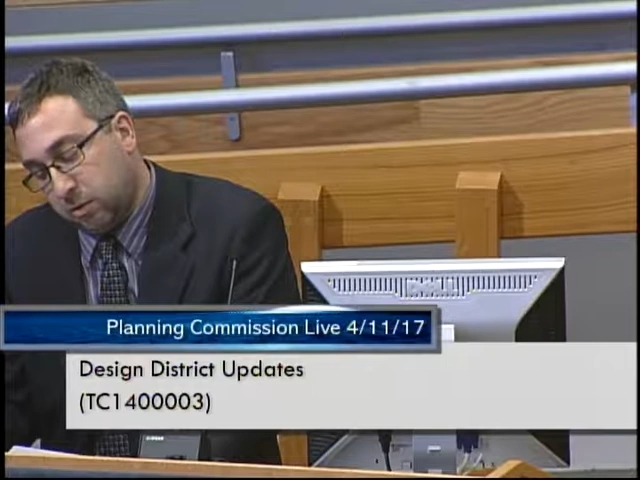 Planning Commission Live 4/11/17
Design District Updates
(TC1400003)